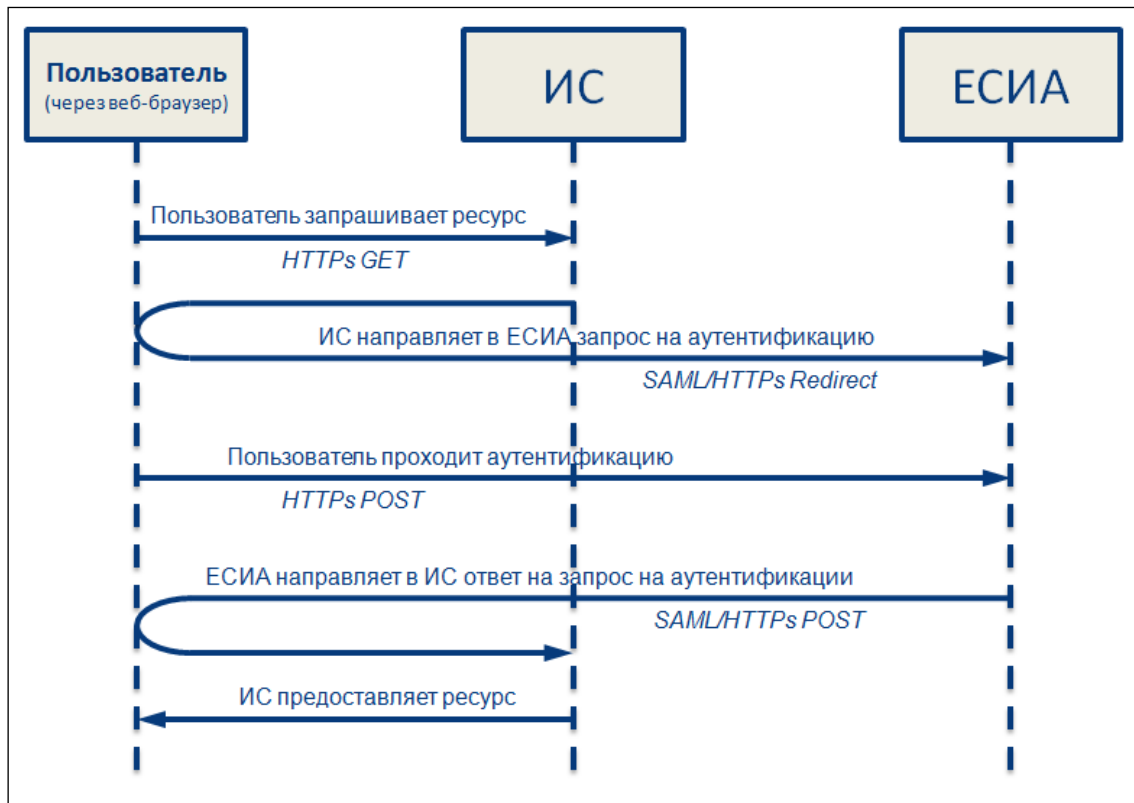 Пользователь
(через веб-браузер)
ИС
ЕСИА
Пользователь запрашивает ресурс
HTTPs GET
ИС направляет в ЕСИА запрос на аутентификацию
SAML/HTTPs Redirect
Пользователь проходит аутентификацию
HTTPs POST
ЕСИА направляет в ИС ответ на запрос на аутентификации
SAML/HTTPs POST
ИС предоставляет ресурс